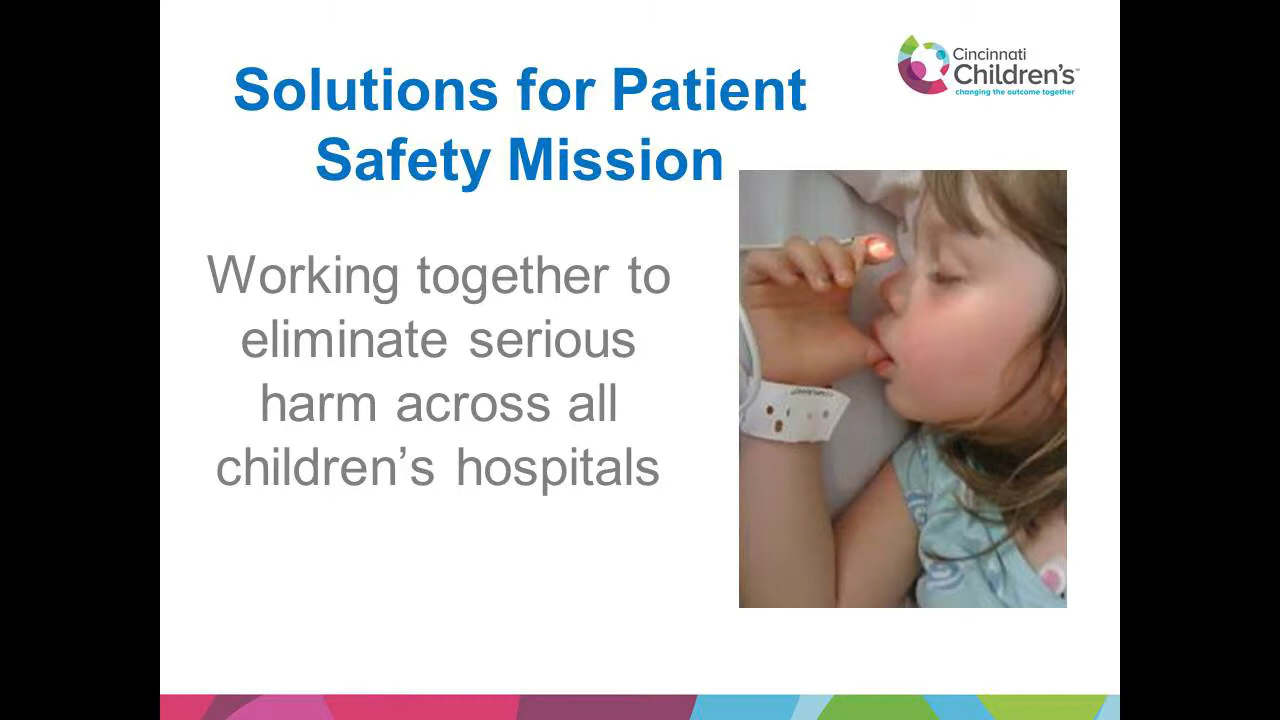 Solutions for Patient
Safety Mission
Cincinnati
Children's™
changing the outcome together
Working together to
eliminate serious
harm across all
children’s hospitals